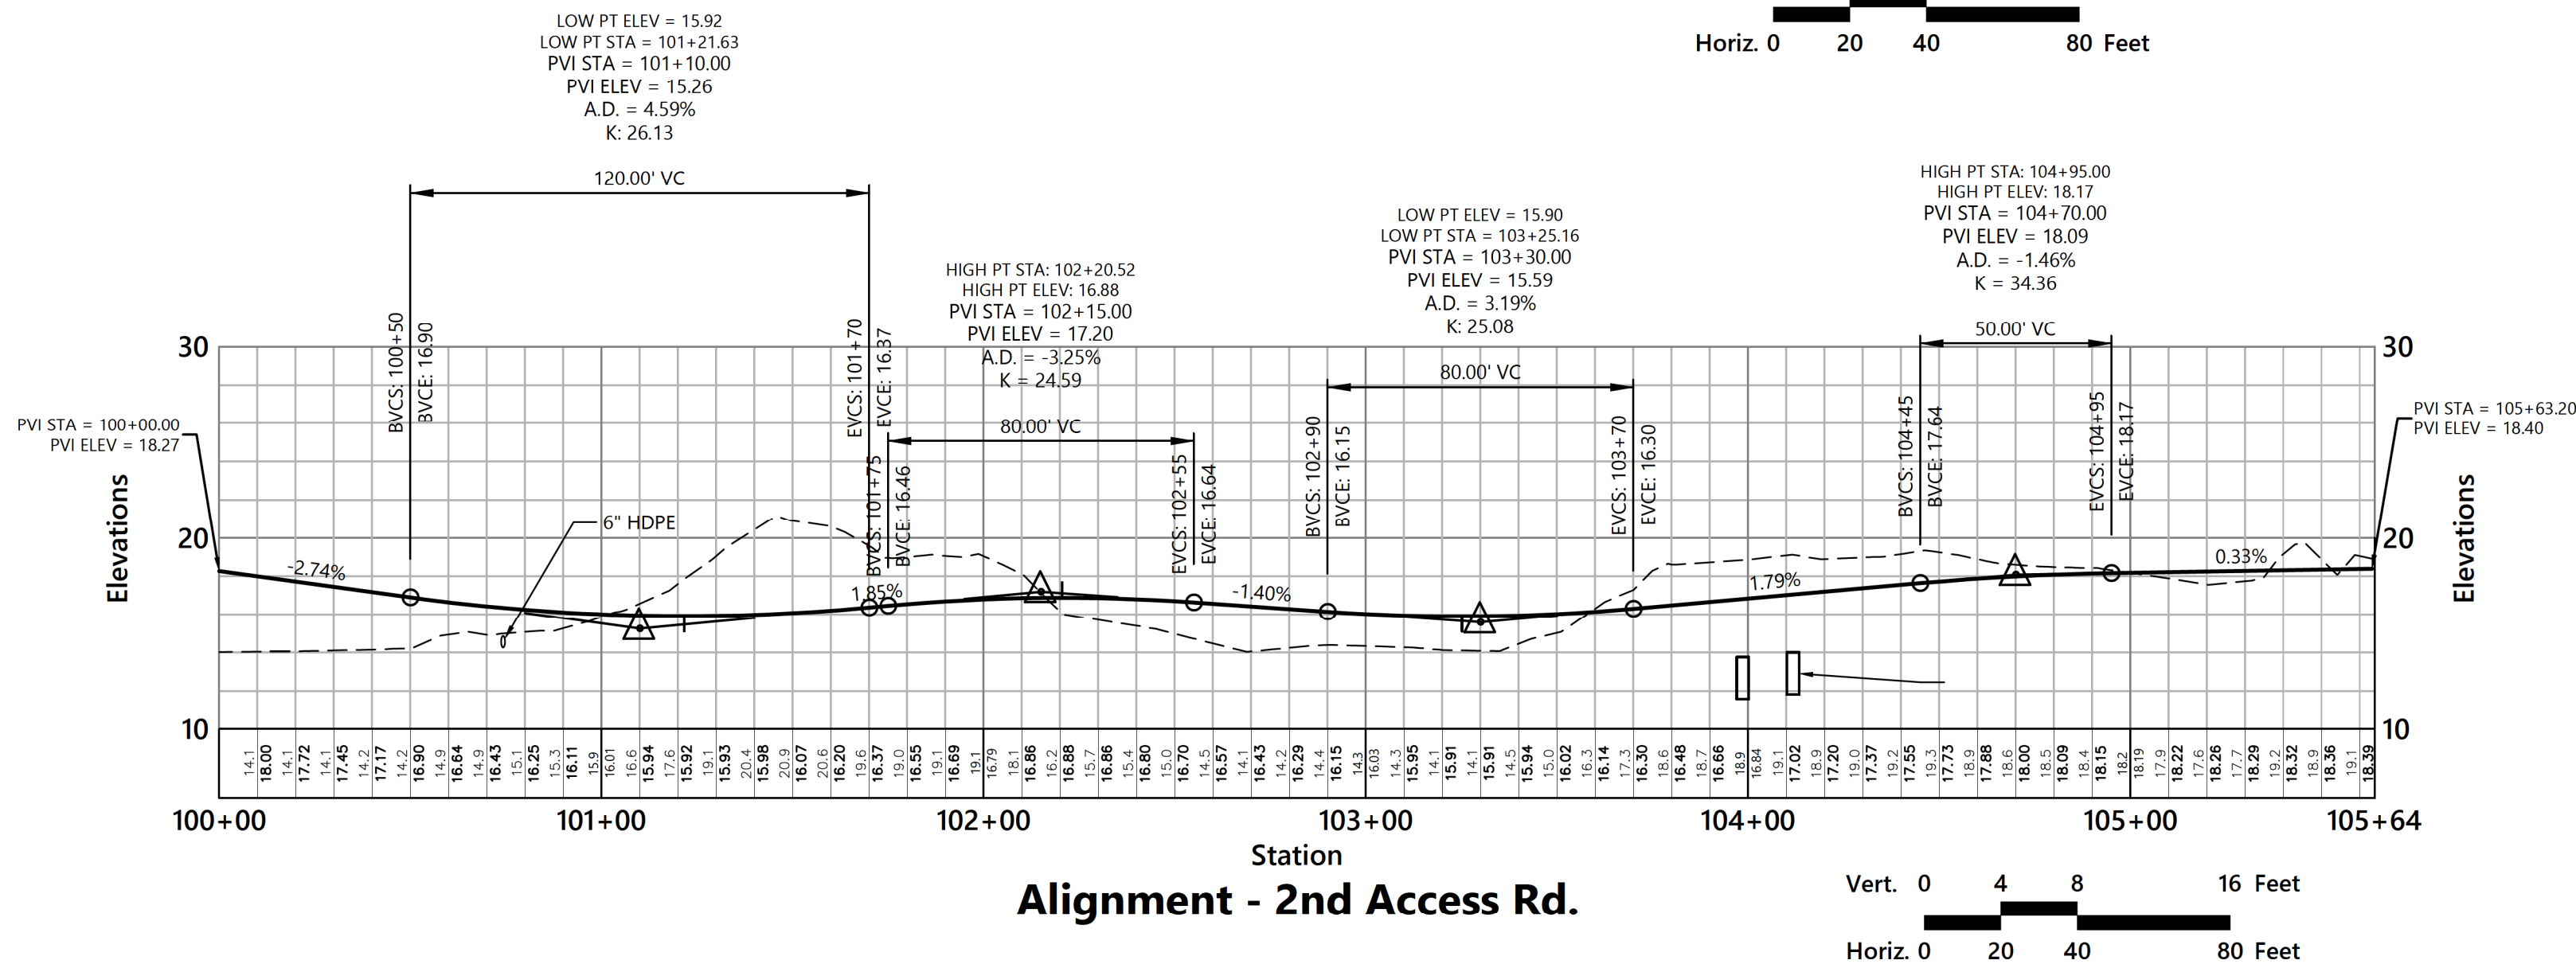 Horiz. 0 20 40 80 Feet
LOW PT ELEV = 15.92
LOW PT STA = 101+21.63
PVI STA = 101+10.00
PVI ELEV = 15.26
A.D. = 4.59%
K: 26.13
120.00' VC
BVCS: 100+50
BVCE: 16.90
EVCS: 101+70
EVCE: 16.37
HIGH PT STA: 102+20.52
HIGH PT ELEV: 16.88
PVI STA = 102+15.00
PVI ELEV = 17.20
A.D. = -3.25%
K = 24.59
80.00' VC
BVCS: 101+75
BVCE: 16.46
EVCS: 102+55
EVCE: 16.64
LOW PT ELEV = 15.90
LOW PT STA = 103+25.16
PVI STA = 103+30.00
PVI ELEV = 15.59
A.D. = 3.19%
K: 25.08
80.00' VC
BVCS: 102+90
BVCE: 16.15
EVCS: 103+70
EVCE: 16.30
HIGH PT STA: 104+95.00
HIGH PT ELEV: 18.17
PVI STA = 104+70.00
PVI ELEV = 18.09
A.D. = -1.46%
K = 34.36
50.00' VC
BVCS: 104+45
BVCE: 17.64
EVCS: 104+95
EVCE: 18.17
PVI STA = 100+00.00
PVI ELEV = 18.27
PVI STA = 105+63.20
PVI ELEV = 18.40
30
30
20
20
10
10
Elevations
Elevations
6" HDPE
-2.74%
1.85%
-1.40%
1.79%
0.33%
14.1 18.00
14.1 17.72
14.1 17.45
14.2 17.17
14.2 16.90
14.9 16.64
14.9 16.43
15.1 16.25
15.3 16.11
15.9 16.01
16.6 15.94
17.6 15.92
19.1 15.93
20.4 15.98
20.9 16.07
20.6 16.20
19.6 16.37
19.0 16.55
19.1 16.69
19.1 16.79
18.1 16.86
16.2 16.88
15.7 16.86
15.4 16.80
15.0 16.70
14.5 16.57
14.1 16.43
14.2 16.29
14.4 16.15
14.3 16.03
14.3 15.95
14.1 15.91
14.1 15.91
14.5 15.94
15.0 16.02
16.3 16.14
17.3 16.30
18.6 16.48
18.7 16.66
18.9 16.84
19.1 17.02
18.9 17.20
19.0 17.37
19.2 17.55
19.3 17.73
18.9 17.88
18.6 18.00
18.5 18.09
18.4 18.15
18.2 18.19
17.9 18.22
17.6 18.26
17.7 18.29
19.2 18.32
18.9 18.36
19.1 18.39
100+00 101+00 102+00 103+00 104+00 105+00 105+64
Station
Alignment - 2nd Access Rd.
Vert. 0 4 8 16 Feet
Horiz. 0 20 40 80 Feet